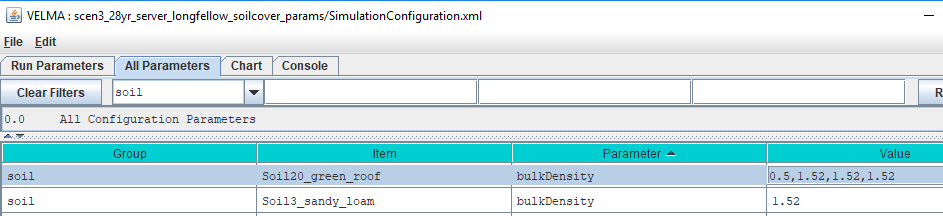 VELMA : scen3_28yr_server_longfellow_soilcover_params/SimulationConfiguration.xml
File Edit
Run Parameters All Parameters Chart Console
Clear Filters soil R
0.0 All Configuration Parameters
Group Item Parameter Value
soil Soil20_green_roof bulkDensity 0.5,1.52,1.52,1.52
soil Soil3_sandy_loam bulkDensity 1.52